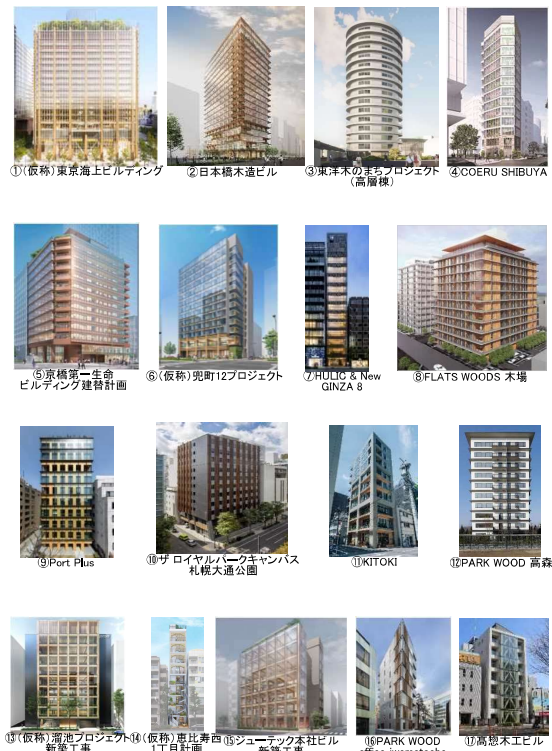 ①(仮称)東京海上ビルディング
②日本橋木造ビル
③東洋木のまちプロジェクト
(高層棟)
④COERU SHIBUYA
⑤京橋第一生命
ビルディング建替計画
⑥(仮称)兜町12プロジェクト
⑦HULIC & New
GINZA 8
⑧FLATS WOODS 木場
⑨Port Plus
⑩ザ ロイヤルパークキャンバス
札幌大通公園
⑪KITOKI
⑫PARK WOOD 高森
⑬(仮称)溜池プロジェクト
新築工事
⑭(仮称)恵比寿西
1丁目計画
⑮ジューテック本社ビル
新築工事
⑯PARK WOOD
office iwamotocho
⑰髙惣木工ビル